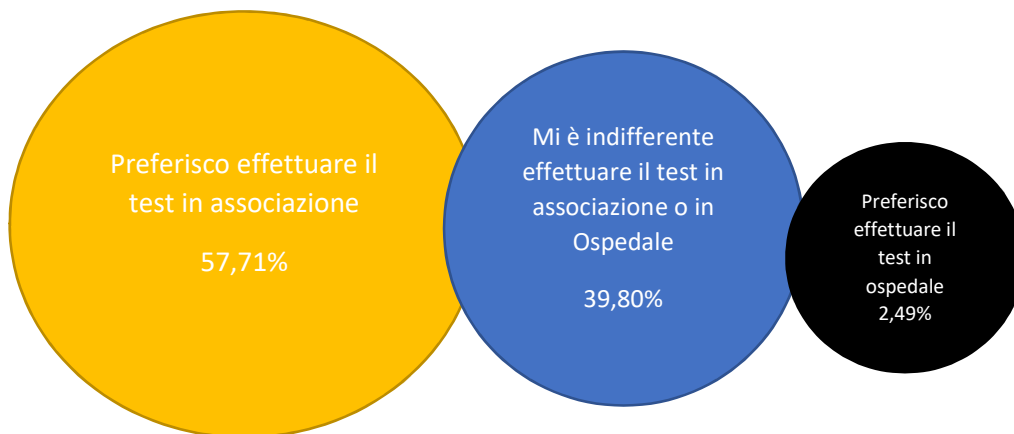 Preferisco effettuare il
test in associazione
57,71%
Mi è indifferente
effettuare il test in
associazione o in
Ospedale
39,80%
Preferisco
effettuare il
test in
ospedale
2,49%